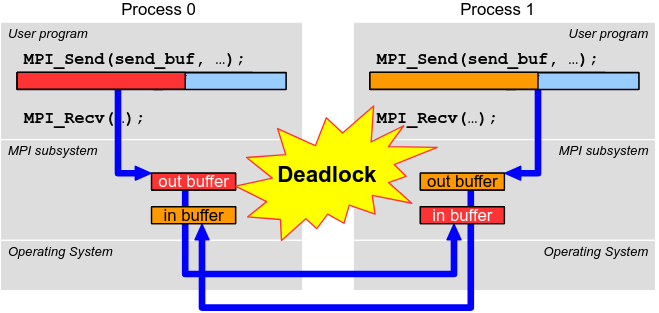 Process 0
User program
MPI_Send(send_buf, …);
MPI_Recv(…);
MPI subsystem
out buffer
in buffer
Operating System
Deadlock
Process 1
User program
MPI_Send(send_buf, …);
MPI_Recv(…);
MPI subsystem
out buffer
in buffer
Operating System